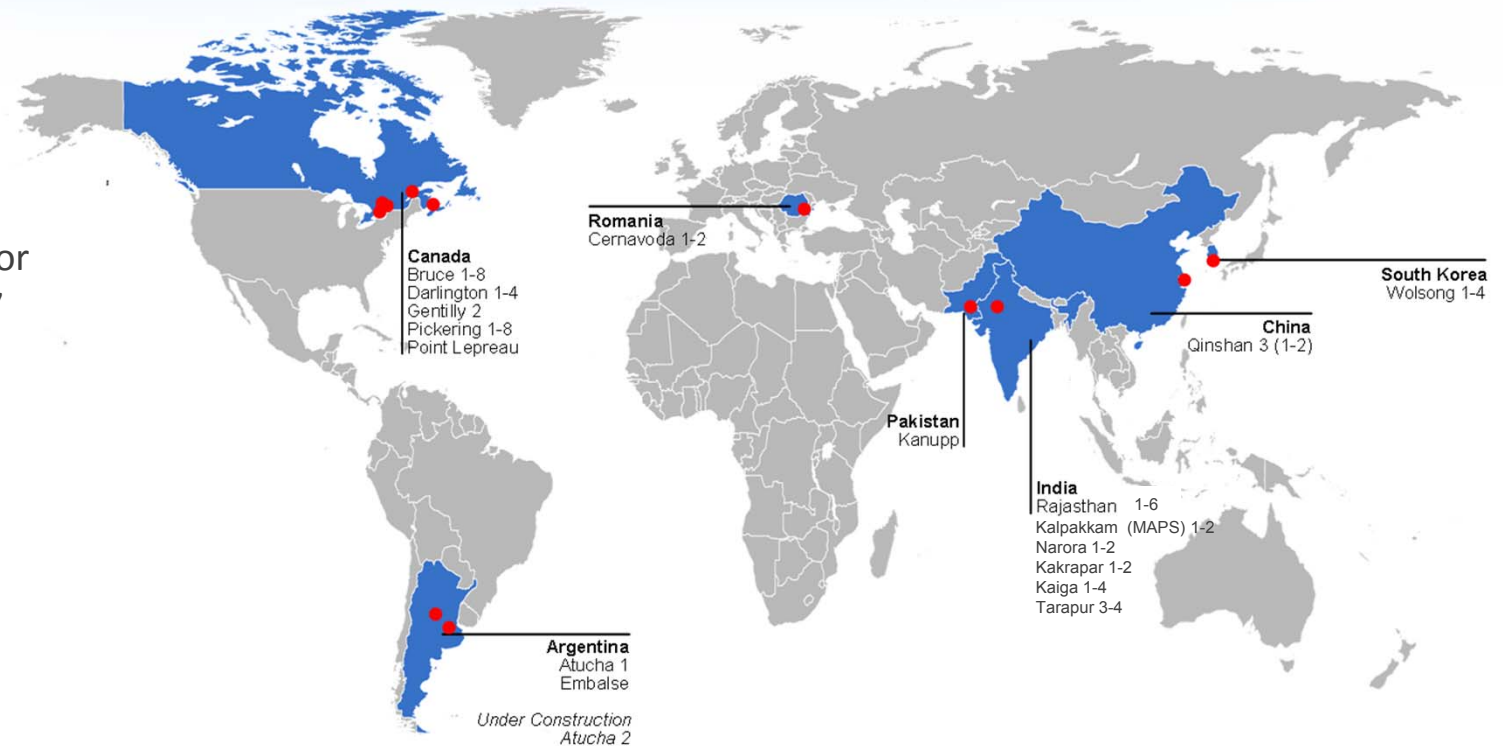 or
Canada
Bruce 1-8
Darlington 1-4
Gentilly 2
Pickering 1-8
Point Lepreau
Romania
Cernavoda 1-2
South Korea
Wolsong 1-4
China
Qinshan 3 (1-2)
Pakistan
Kanupp
India
Rajasthan 1-6
Kalpakkam (MAPS) 1-2
Narora 1-2
Kakrapar 1-2
Kaiga 1-4
Tarapur 3-4
Argentina
Atucha 1
Embalse
Under Construction
Atucha 2